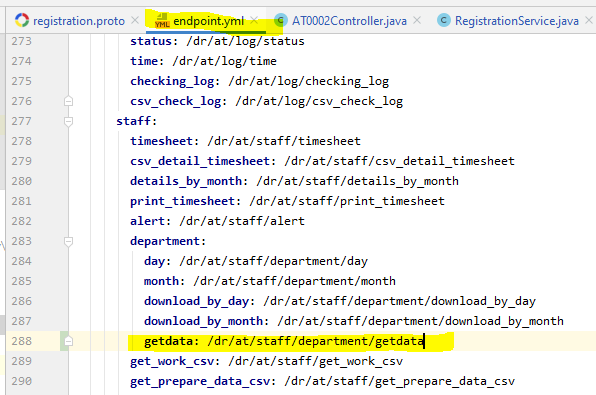 registration.proto endpoint.yml AT0002Controller.java RegistrationService.java
273 status: /dr/at/log/status
274 time: /dr/at/log/time
275 checking_log: /dr/at/log/checking_log
276 csv_check_log: /dr/at/log/csv_check_log
277 staff:
278 timesheet: /dr/at/staff/timesheet
279 csv_detail_timesheet: /dr/at/staff/csv_detail_timesheet
280 details_by_month: /dr/at/staff/details_by_month
281 print_timesheet: /dr/at/staff/print_timesheet
282 alert: /dr/at/staff/alert
283 department:
284 day: /dr/at/staff/department/day
285 month: /dr/at/staff/department/month
286 download_by_day: /dr/at/staff/department/download_by_day
287 download_by_month: /dr/at/staff/department/download_by_month
288 getdata: /dr/at/staff/department/getdata
289 get_work_csv: /dr/at/staff/get_work_csv
290 get_prepare_data_csv: /dr/at/staff/get_prepare_data_csv